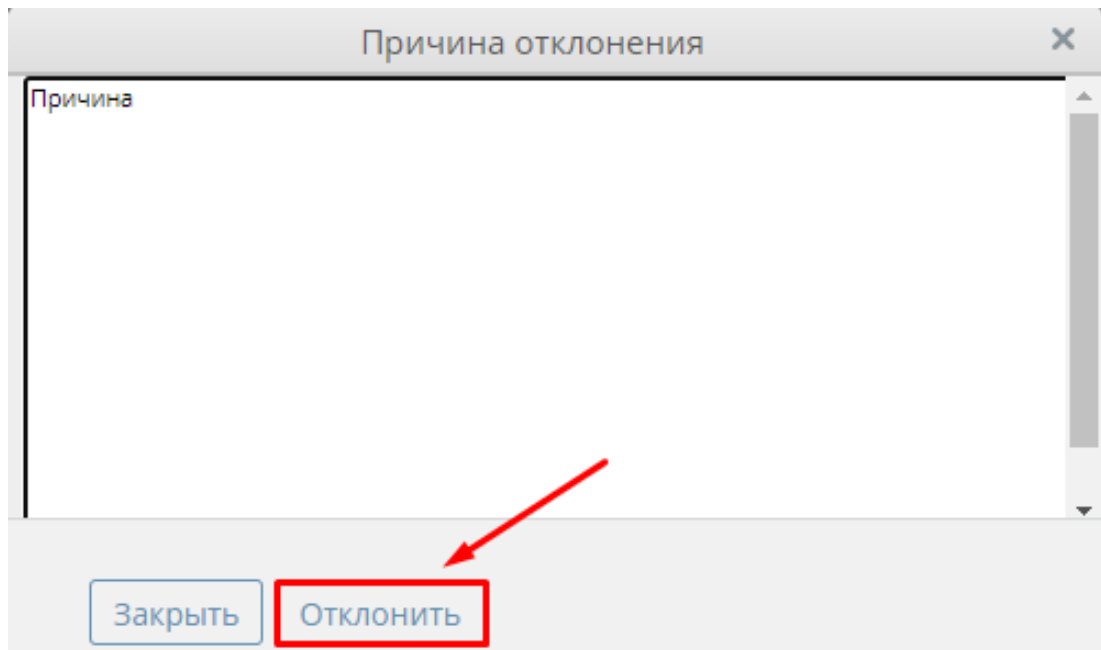 Причина отклонения
Причина
Закрыть Отклонить